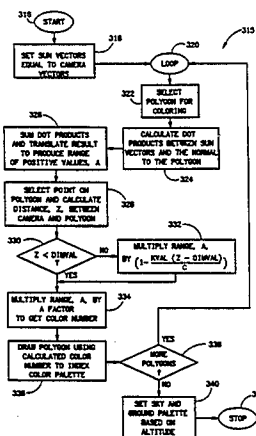 316
START
318
SET SUN VECTORS
EQUAL TO CAMERA
VECTORS
320
LOOP
315
322
SELECT
POLYGON FOR
COLORING
CALCULATE DOT
PRODUCTS BETWEEN SUN
VECTORS AND THE NORMAL
TO THE POLYGON
324
326
SUM DOT PRODUCTS
AND TRANSLATE RESULT
TO PRODUCE RANGE
OF POSITIVE VALUES, A
SELECT POINT ON
POLYGON AND CALCULATE
DISTANCE, Z, BETWEEN
CAMERA AND POLYGON
328
330
Z < DIMVAL
?
NO
YES
332
MULTIPLY RANGE, A,
BY (1- KVAL (Z - DIMVAL) / C)
MULTIPLY RANGE, A, BY
A FACTOR
TO GET COLOR NUMBER
334
DRAW POLYGON USING
CALCULATED COLOR
NUMBER TO INDEX
COLOR PALETTE
336
YES
338
MORE
POLYGONS
?
NO
340
SET SKY AND
GROUND PALETTE
BASED ON
ALTITUDE
STOP